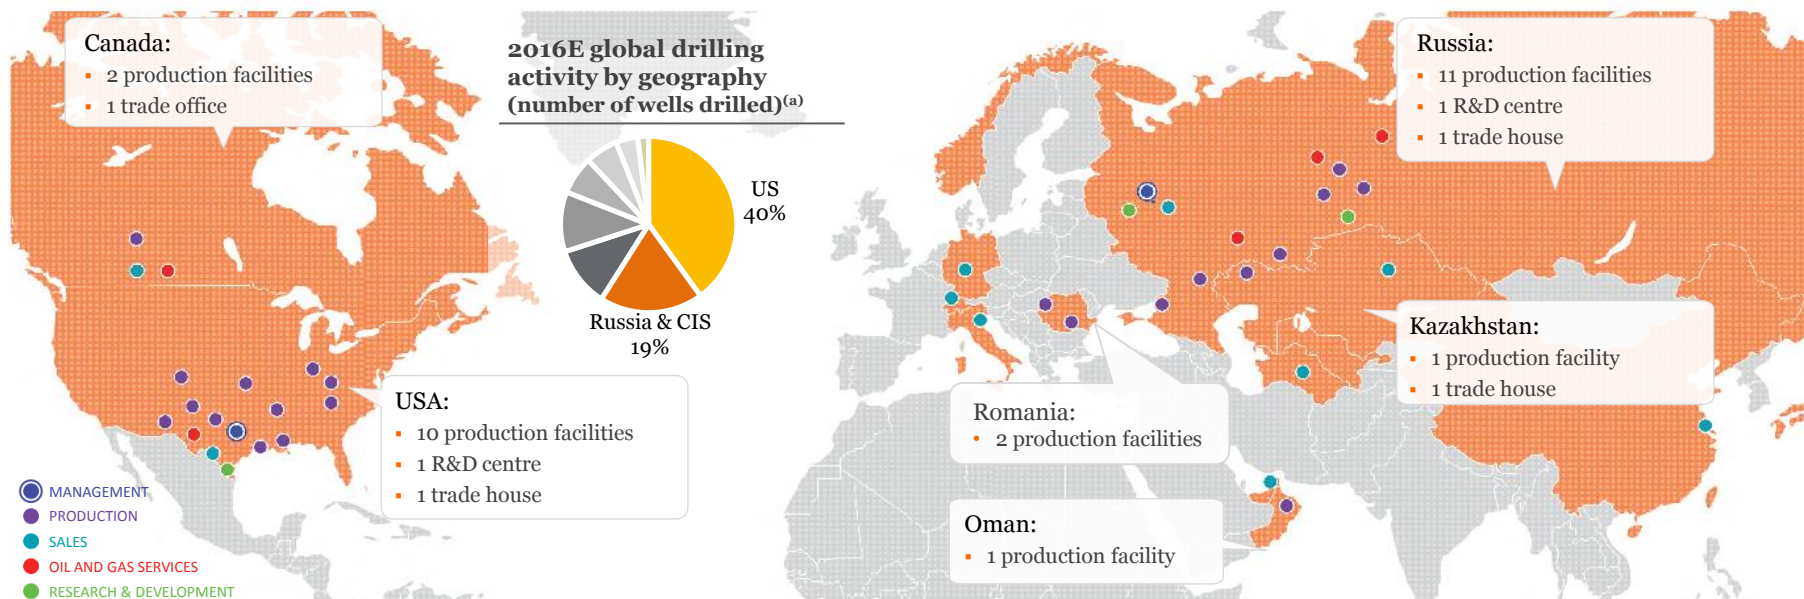 Canada:
▪ 2 production facilities
▪ 1 trade office
2016E global drilling
activity by geography
(number of wells drilled)(a)
US
40%
Russia & CIS
19%
Russia:
▪ 11 production facilities
▪ 1 R&D centre
▪ 1 trade house
USA:
▪ 10 production facilities
▪ 1 R&D centre
▪ 1 trade house
Kazakhstan:
▪ 1 production facility
▪ 1 trade house
Romania:
• 2 production facilities
Oman:
▪ 1 production facility
MANAGEMENT
PRODUCTION
SALES
OIL AND GAS SERVICES
RESEARCH & DEVELOPMENT